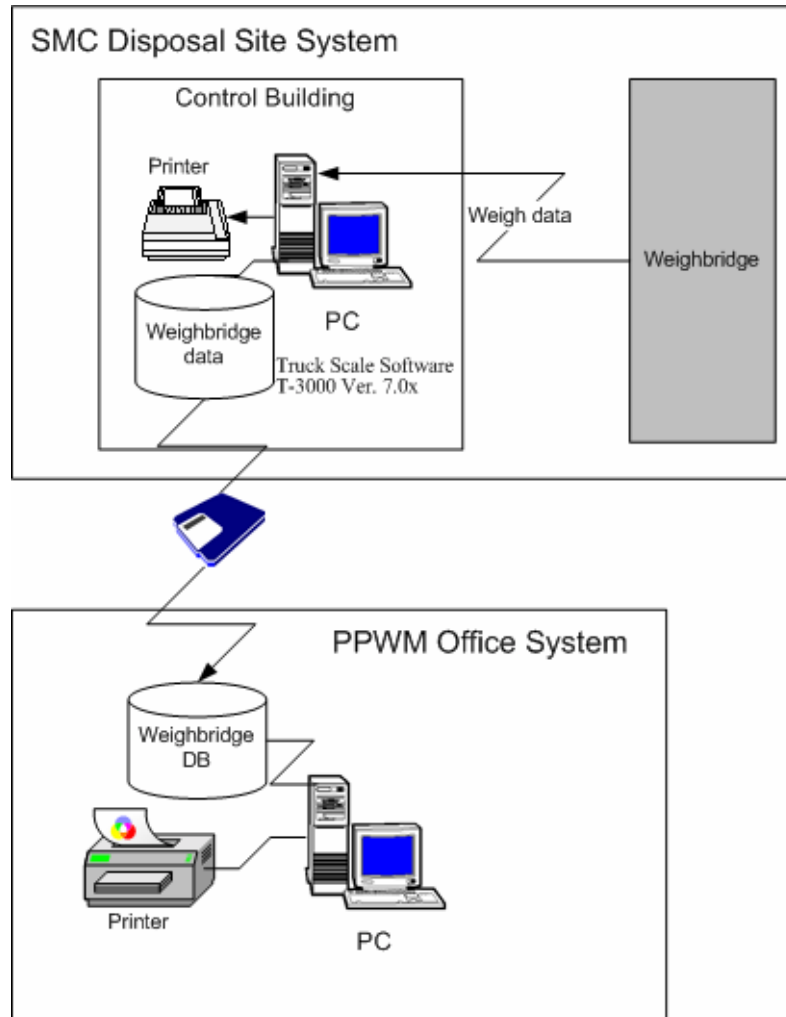 SMC Disposal Site System
Control Building
Printer
Weigh data
Weighbridge
Weighbridge
data
PC
Truck Scale Software
T-3000 Ver. 7.0x
PPWM Office System
Weighbridge
DB
Printer
PC